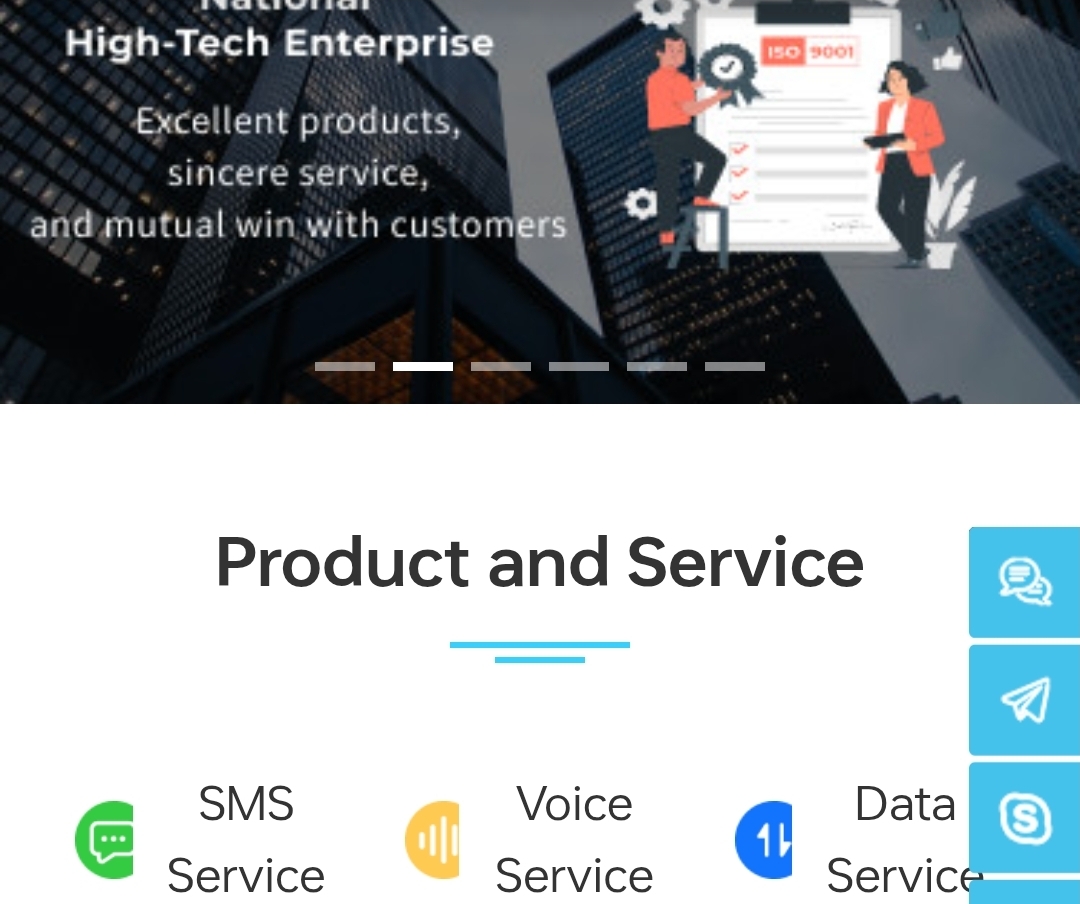 National
High-Tech Enterprise
ISO 9001
Excellent products,
sincere service,
and mutual win with customers
Product and Service
SMS
Service
Voice
Service
Data
Service